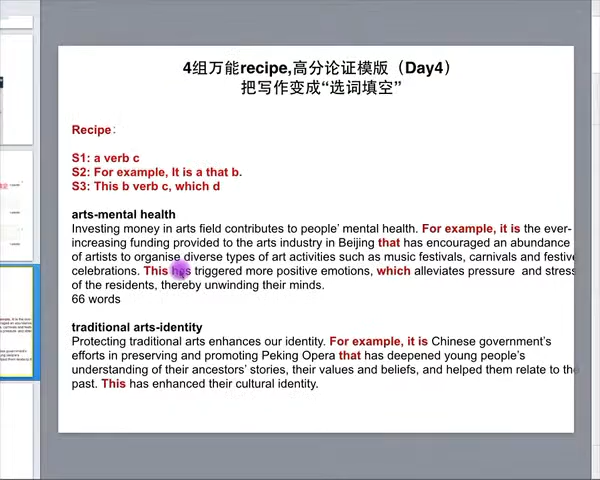 4组万能recipe,高分论证模版（Day4）
把写作变成“选词填空”
Recipe：
S1: a verb c
S2: For example, It is a that b.
S3: This b verb c, which d
arts-mental health
Investing money in arts field contributes to people’ mental health. For example, it is the ever-
increasing funding provided to the arts industry in Beijing that has encouraged an abundance
of artists to organise diverse types of art activities such as music festivals, carnivals and festive
celebrations. This has triggered more positive emotions, which alleviates pressure and stress
of the residents, thereby unwinding their minds.
66 words
traditional arts-identity
Protecting traditional arts enhances our identity. For example, it is Chinese government’s
efforts in preserving and promoting Peking Opera that has deepened young people’s
understanding of their ancestors’ stories, their values and beliefs, and helped them relate to the
past. This has enhanced their cultural identity.